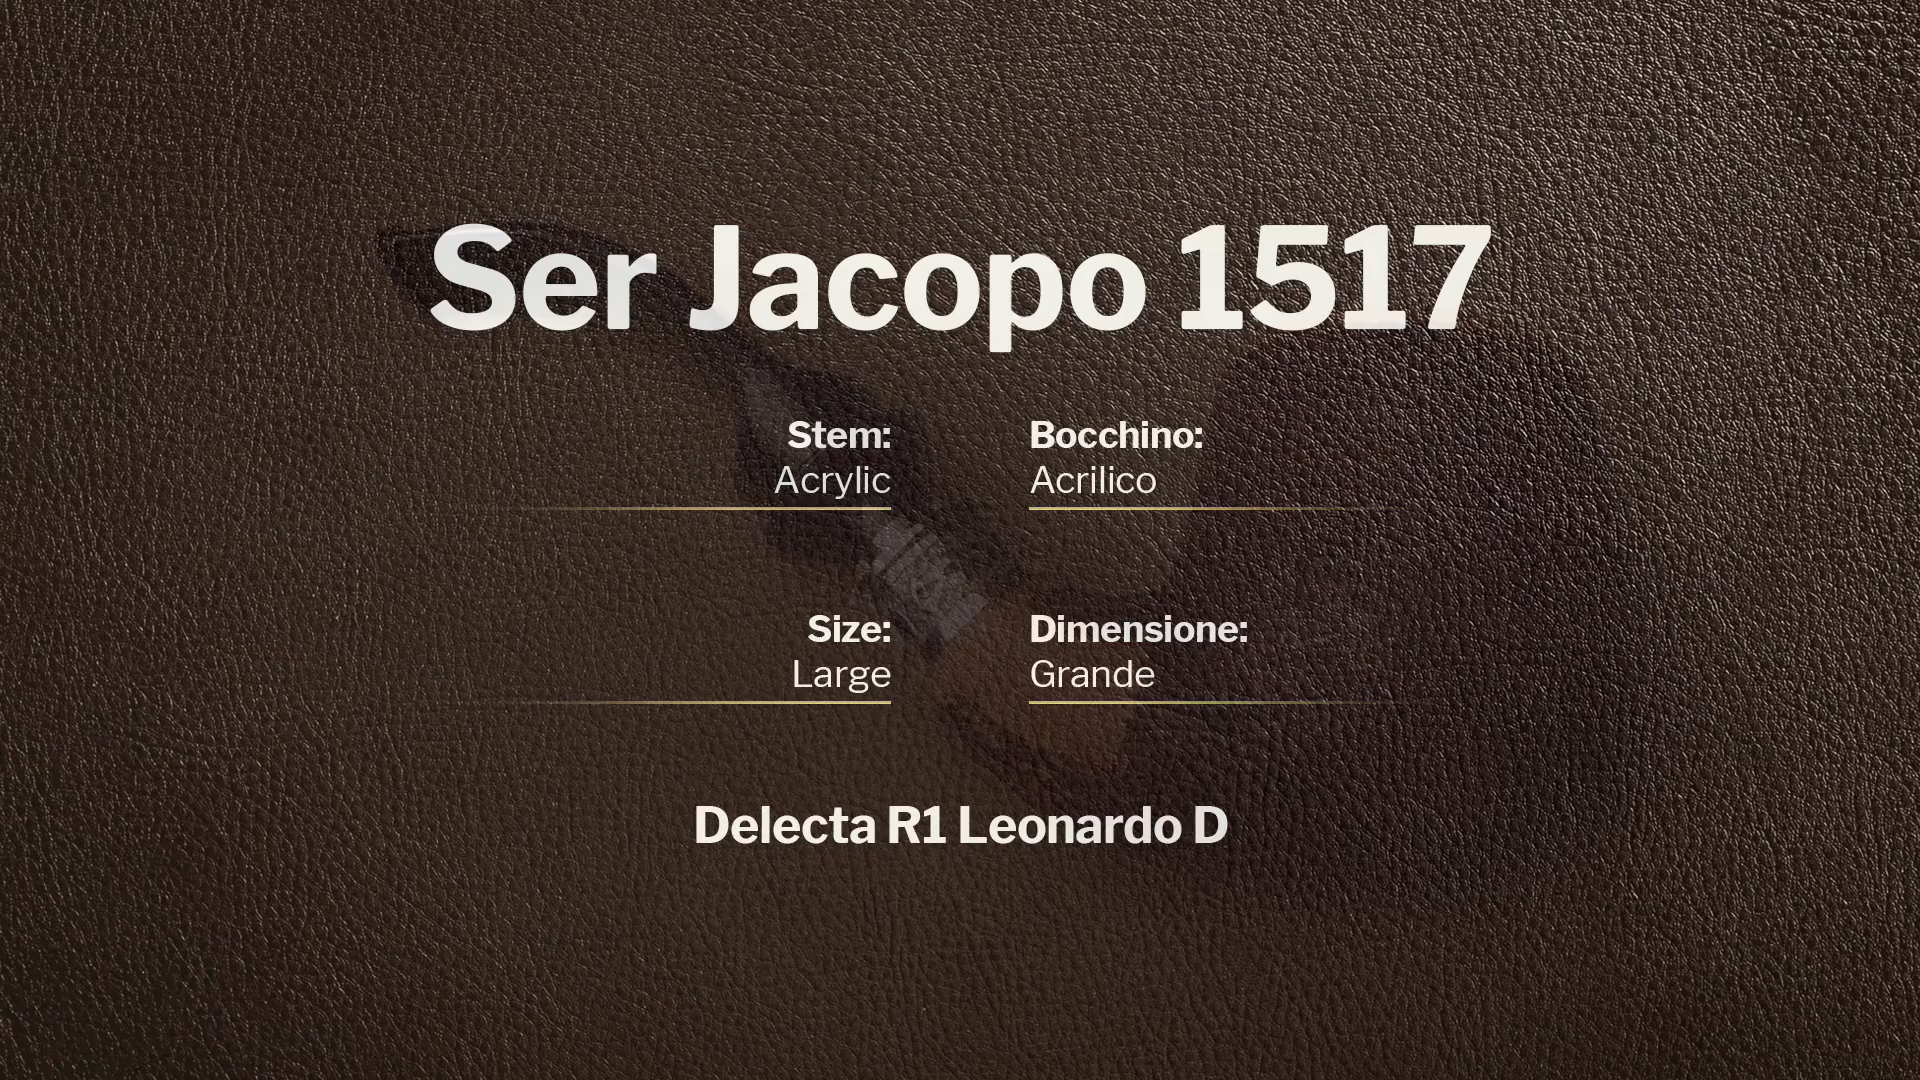 Ser Jacopo 1517
Stem:
Acrylic
Bocchino:
Acrilico
Size:
Large
Dimensione:
Grande
Delecta R1 Leonardo D